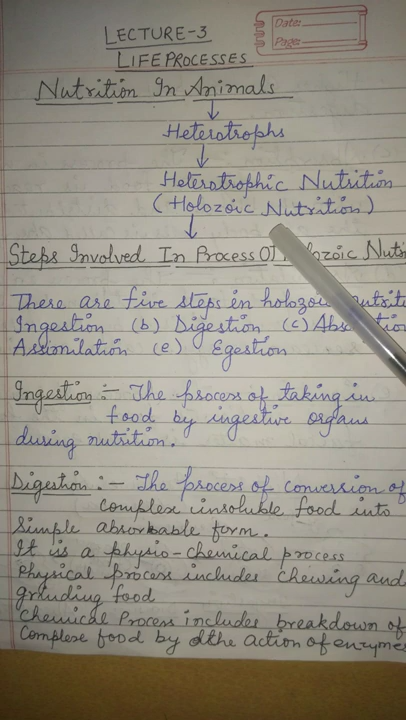 LECTURE-3
Date:
Page:
LIFE PROCESSES
Nutrition In Animals
Heterotrophs
Heterotrophic Nutrition
(Holozoic Nutrition)
Steps Involved In Process Of
There are five steps in
Ingestion (b) Digestion (c)
Assimilation (e) Egestion
Ingestion :- The process of taking in
food by ingestive organs
during nutrition.
Digestion :- The process of conversion of
complex insoluble food into
Simple absorbable form.
It is a physio-chemical process
Physical process includes chewing and
grinding food
chemical Process includes breakdown of
Complex food by the action of enzymes